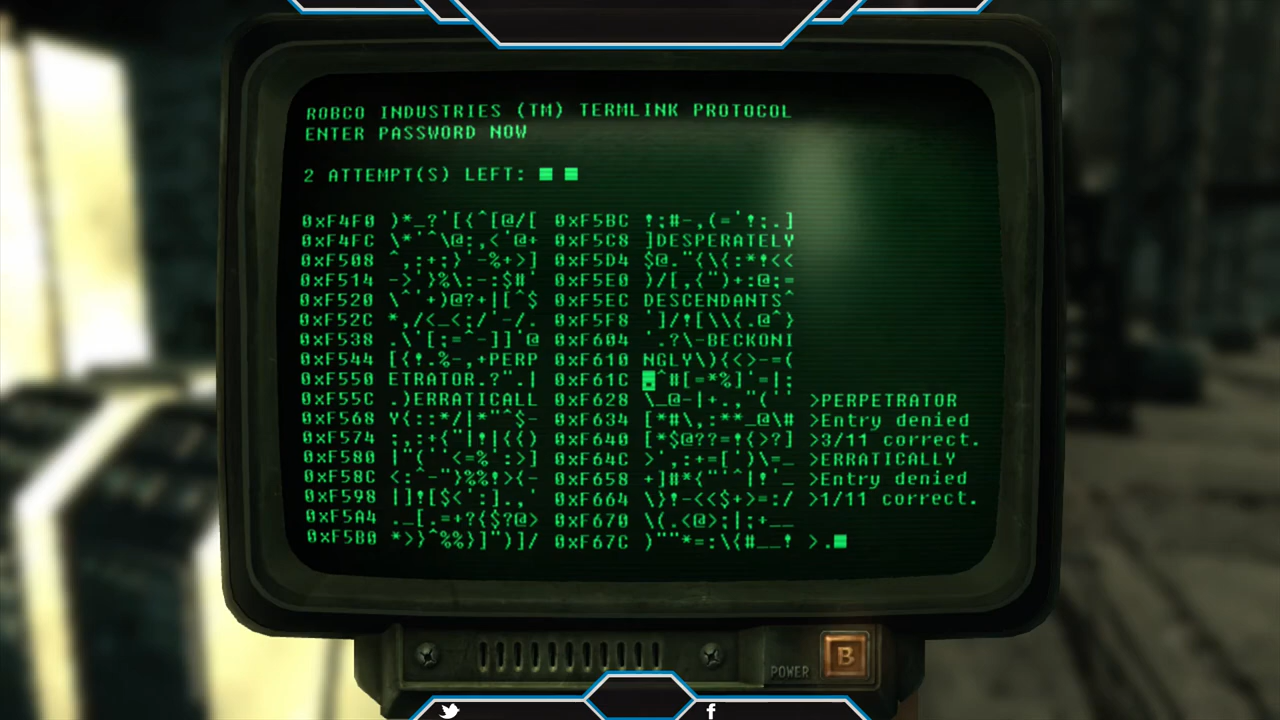 ROBCO INDUSTRIES (TM) TERMLINK PROTOCOL
ENTER PASSWORD NOW
2 ATTEMPT(S) LEFT:
0xF4F0 )*_?'[{^[@/[ 0xF5BC !;#-,(='!;.]
0xF4FC \*'^\@:,<'@+ 0xF5C8 ]DESPERATELY
0xF508 ^,:+;}'-%+>] 0xF5D4 $@."{\{:*!<<
0xF514 ->'}%\:-:$#' 0xF5E0 )/[,{")+:@;=
0xF520 \^'+)@?+|[^$ 0xF5EC DESCENDANTS^
0xF52C *,/<_<;/'-/. 0xF5F8 ']/![\\{.@^}
0xF538 .\'[;=^-]]'@ 0xF604 '.?\-BECKONI
0xF544 [{!.%-,+PERP 0xF610 NGLY\){<>-=(
0xF550 ETRATOR.?".| 0xF61C .^#[=*%]'=|;
0xF55C .)ERRATICALL 0xF628 \_@-|+.,"('' >PERPETRATOR
0xF568 Y{::*/|*"^$- 0xF634 [*#\,:**_@\# >Entry denied
0xF574 ;,:+{"|!|{{) 0xF640 [*$@??=!{>?] >3/11 correct.
0xF580 |"{''<=%':>] 0xF64C >',:+=[')\=_ >ERRATICALLY
0xF58C <:^-"}%%!>{- 0xF658 +]#*{"'^|!'_ >Entry denied
0xF598 |]![$<':].,' 0xF664 \}!-<<$+>=:/ >1/11 correct.
0xF5A4 ._[.=+?{$?@> 0xF670 \(.<@>;|;+__
0xF5B0 *>}^%%}]")]/ 0xF67C )""*=:\{#__! >.
POWER
B